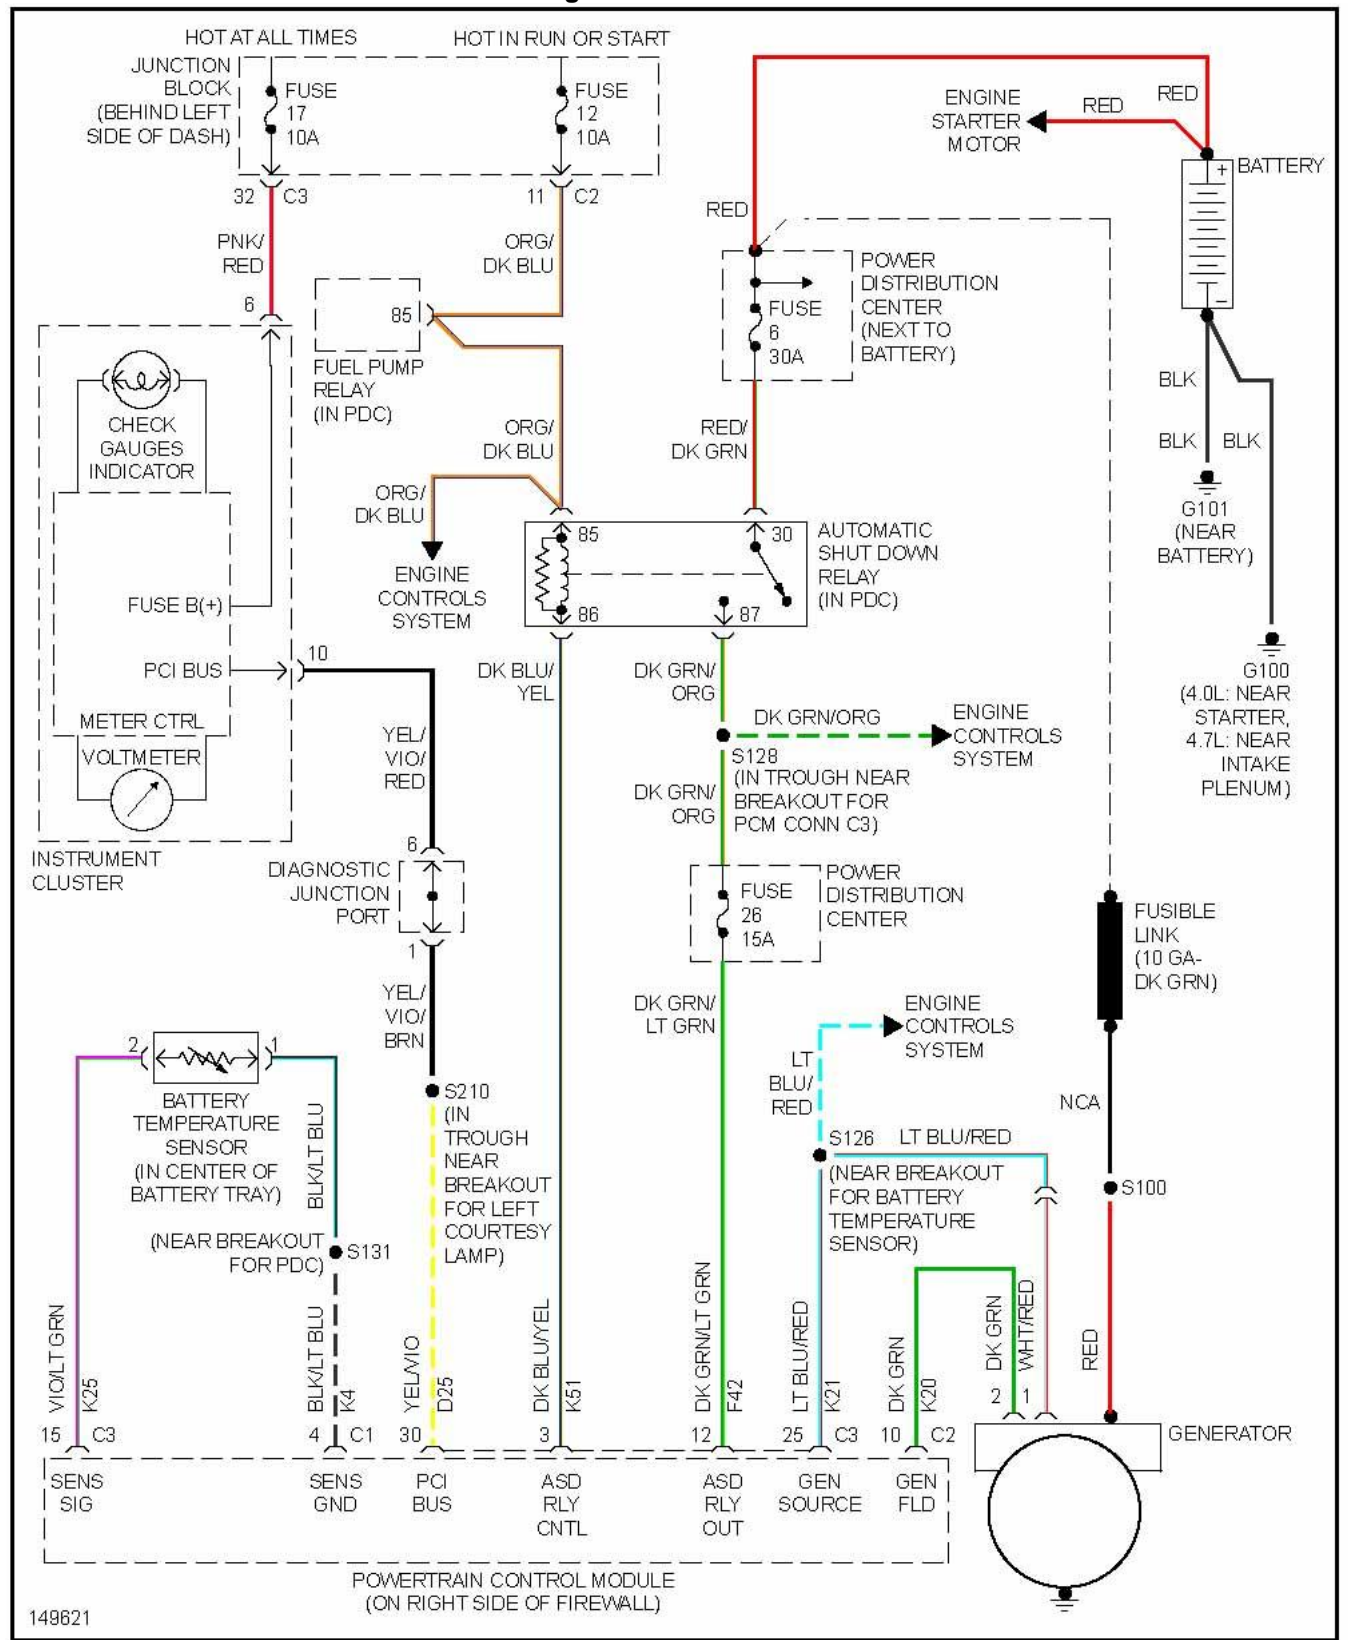 HOT AT ALL TIMES
HOT IN RUN OR START
JUNCTION
BLOCK
(BEHIND LEFT
SIDE OF DASH)
FUSE
17
10A
FUSE
12
10A
32 C3
11 C2
PNK/
RED
ORG/
DK BLU
6
85
FUEL PUMP
RELAY
(IN PDC)
ENGINE
STARTER
MOTOR
RED
RED
RED
+
BATTERY
-
POWER
DISTRIBUTION
CENTER
(NEXT TO
BATTERY)
FUSE
6
30A
BLK
BLK
BLK
G101
(NEAR
BATTERY)
G100
(4.0L: NEAR
STARTER,
4.7L: NEAR
INTAKE
PLENUM)
CHECK
GAUGES
INDICATOR
ORG/
DK BLU
RED/
DK GRN
ORG/
DK BLU
ENGINE
CONTROLS
SYSTEM
85
30
86
87
AUTOMATIC
SHUT DOWN
RELAY
(IN PDC)
FUSE B(+)
PCI BUS
10
METER CTRL
VOLTMETER
INSTRUMENT
CLUSTER
YEL/
VIO/
RED
DK BLU/
YEL
DK GRN/
ORG
DK GRN/ORG
ENGINE
CONTROLS
SYSTEM
S128
(IN TROUGH NEAR
BREAKOUT FOR
PCM CONN C3)
DK GRN/
ORG
6
DIAGNOSTIC
JUNCTION
PORT
1
FUSE
26
15A
POWER
DISTRIBUTION
CENTER
FUSIBLE
LINK
(10 GA-
DK GRN)
YEL/
VIO/
BRN
DK GRN/
LT GRN
ENGINE
CONTROLS
SYSTEM
LT
BLU/
RED
2
1
BATTERY
TEMPERATURE
SENSOR
(IN CENTER OF
BATTERY TRAY)
BLK/LT BLU
S210
(IN
TROUGH
NEAR
BREAKOUT
FOR LEFT
COURTESY
LAMP)
S126
LT BLU/RED
(NEAR BREAKOUT
FOR BATTERY
TEMPERATURE
SENSOR)
NCA
S100
(NEAR BREAKOUT
FOR PDC)
S131
VIO/LT GRN
K25
BLK/LT BLU
K4
YEL/VIO
D25
DK BLU/YEL
K51
DK GRN/LT GRN
F42
LT BLU/RED
K21
DK GRN
K20
DK GRN
WHT/RED
RED
2 1
15 C3
4 C1
30
3
12
25 C3
10 C2
GENERATOR
SENS
SIG
SENS
GND
PCI
BUS
ASD
RLY
CNTL
ASD
RLY
OUT
GEN
SOURCE
GEN
FLD
POWERTRAIN CONTROL MODULE
(ON RIGHT SIDE OF FIREWALL)
149621